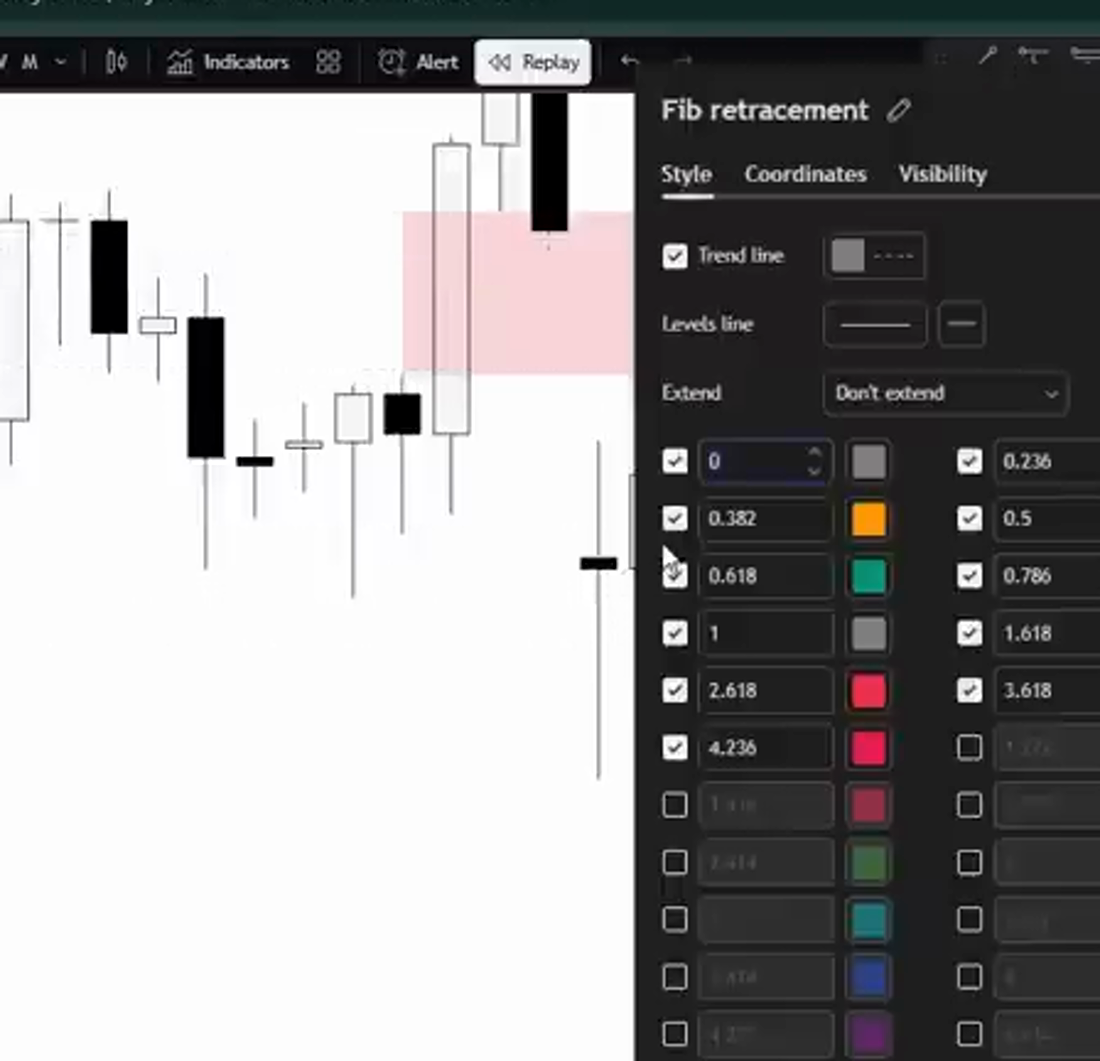 M Indicators Alert Replay
Fib retracement
Style Coordinates Visibility
Trend line
Levels line
Extend Don't extend
0 0.236
0.382 0.5
0.618 0.786
1 1.618
2.618 3.618
4.236